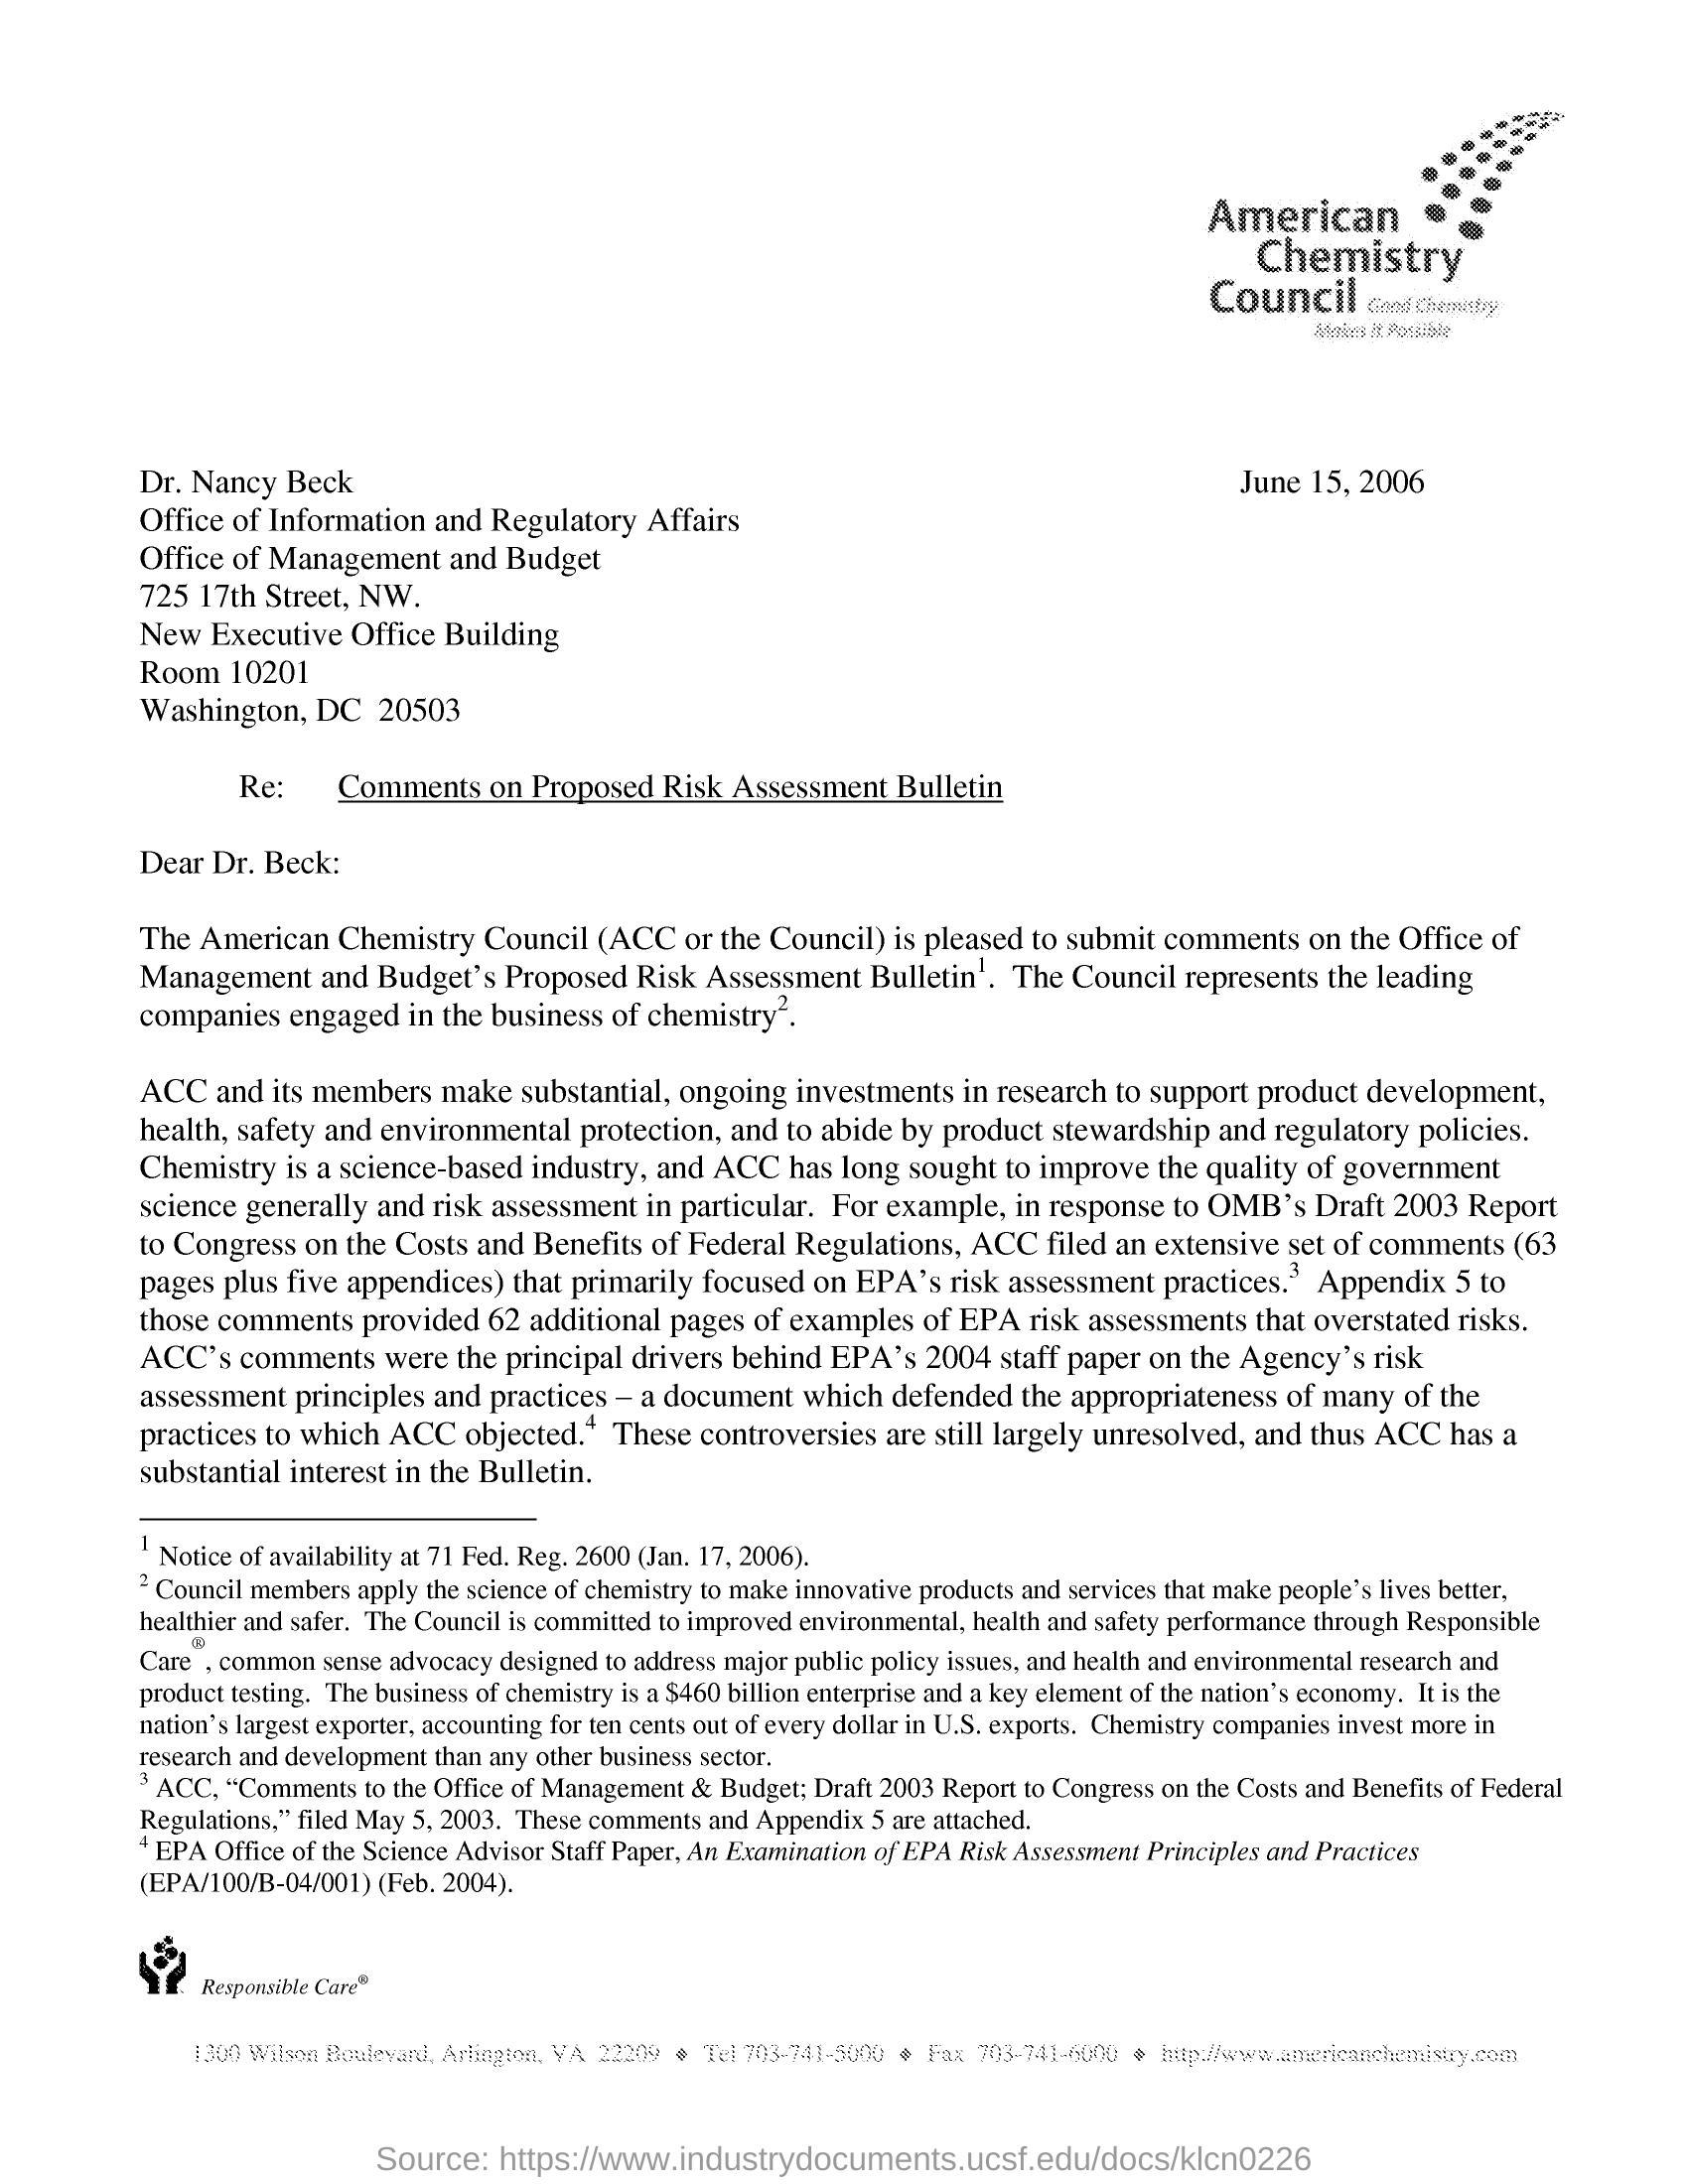 American
Chemistry
Council Good Chemistry
Makes It Possible
Dr. Nancy Beck June 15, 2006
Office of Information and Regulatory Affairs
Office of Management and Budget
725 17th Street, NW.
New Executive Office Building
Room 10201
Washington, DC 20503
Re: Comments on Proposed Risk Assessment Bulletin
Dear Dr. Beck:
The American Chemistry Council (ACC or the Council) is pleased to submit comments on the Office of
Management and Budget's Proposed Risk Assessment Bulletin¹. The Council represents the leading
companies engaged in the business of chemistry².
ACC and its members make substantial, ongoing investments in research to support product development,
health, safety and environmental protection, and to abide by product stewardship and regulatory policies.
Chemistry is a science-based industry, and ACC has long sought to improve the quality of government
science generally and risk assessment in particular. For example, in response to OMB's Draft 2003 Report
to Congress on the Costs and Benefits of Federal Regulations, ACC filed an extensive set of comments (63
pages plus five appendices) that primarily focused on EPA's risk assessment practices.³ Appendix 5 to
those comments provided 62 additional pages of examples of EPA risk assessments that overstated risks.
ACC's comments were the principal drivers behind EPA's 2004 staff paper on the Agency's risk
assessment principles and practices – a document which defended the appropriateness of many of the
practices to which ACC objected.⁴ These controversies are still largely unresolved, and thus ACC has a
substantial interest in the Bulletin.
¹ Notice of availability at 71 Fed. Reg. 2600 (Jan. 17, 2006).
² Council members apply the science of chemistry to make innovative products and services that make people's lives better,
healthier and safer. The Council is committed to improved environmental, health and safety performance through Responsible
Care®, common sense advocacy designed to address major public policy issues, and health and environmental research and
product testing. The business of chemistry is a $460 billion enterprise and a key element of the nation's economy. It is the
nation's largest exporter, accounting for ten cents out of every dollar in U.S. exports. Chemistry companies invest more in
research and development than any other business sector.
³ ACC, "Comments to the Office of Management & Budget; Draft 2003 Report to Congress on the Costs and Benefits of Federal
Regulations," filed May 5, 2003. These comments and Appendix 5 are attached.
⁴ EPA Office of the Science Advisor Staff Paper, An Examination of EPA Risk Assessment Principles and Practices
(EPA/100/B-04/001) (Feb. 2004).
Responsible Care®
1300 Wilson Boulevard, Arlington, VA 22209 ◆ Tel 703-741-5000 ◆ Fax 703-741-6000 ◆ http://www.americanchemistry.com
Source: https://www.industrydocuments.ucsf.edu/docs/klcn0226